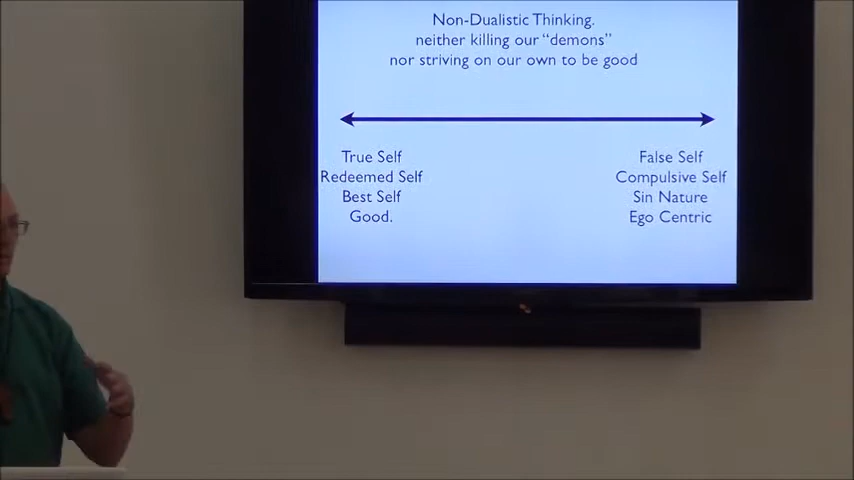 Non-Dualistic Thinking.
neither killing our "demons"
nor striving on our own to be good
True Self
Redeemed Self
Best Self
Good.
False Self
Compulsive Self
Sin Nature
Ego Centric